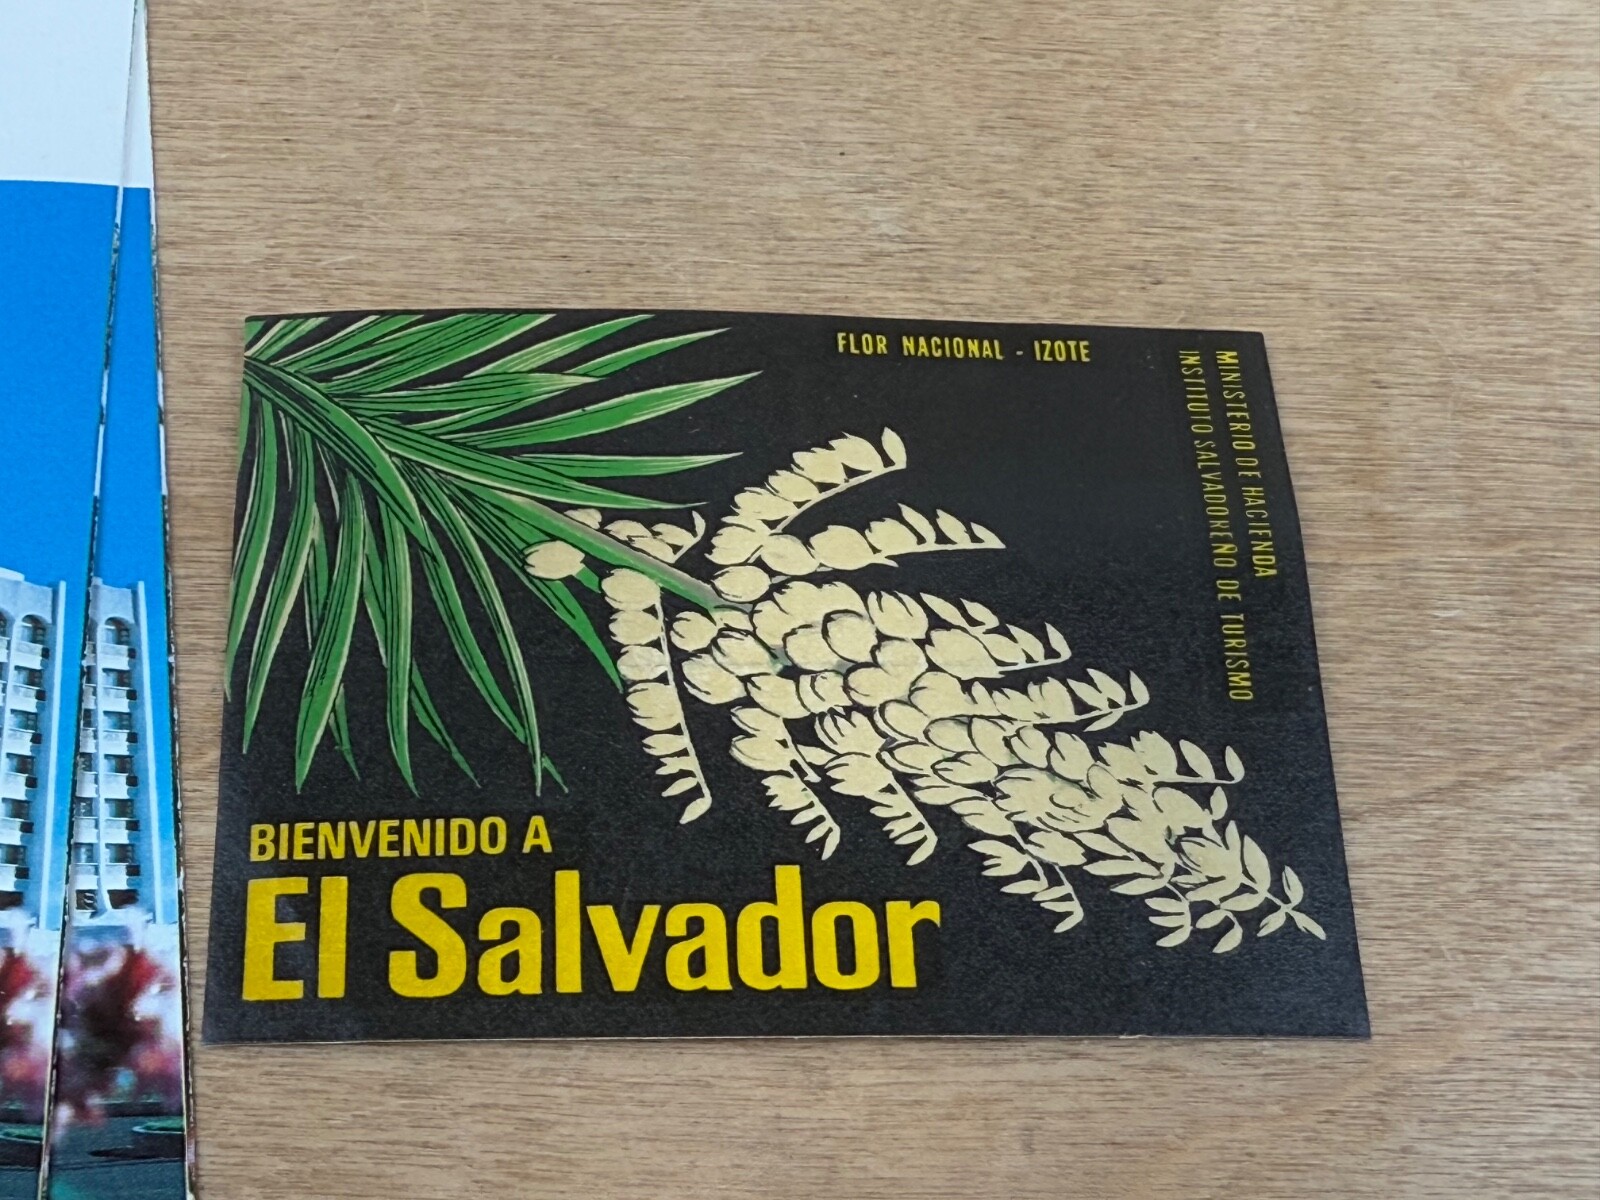 FLOR NACIONAL - IZOTE
MINISTERIO DE HACIENDA
INSTITUTO SALVADOREÑO DE TURISMO
BIENVENIDO A
El Salvador